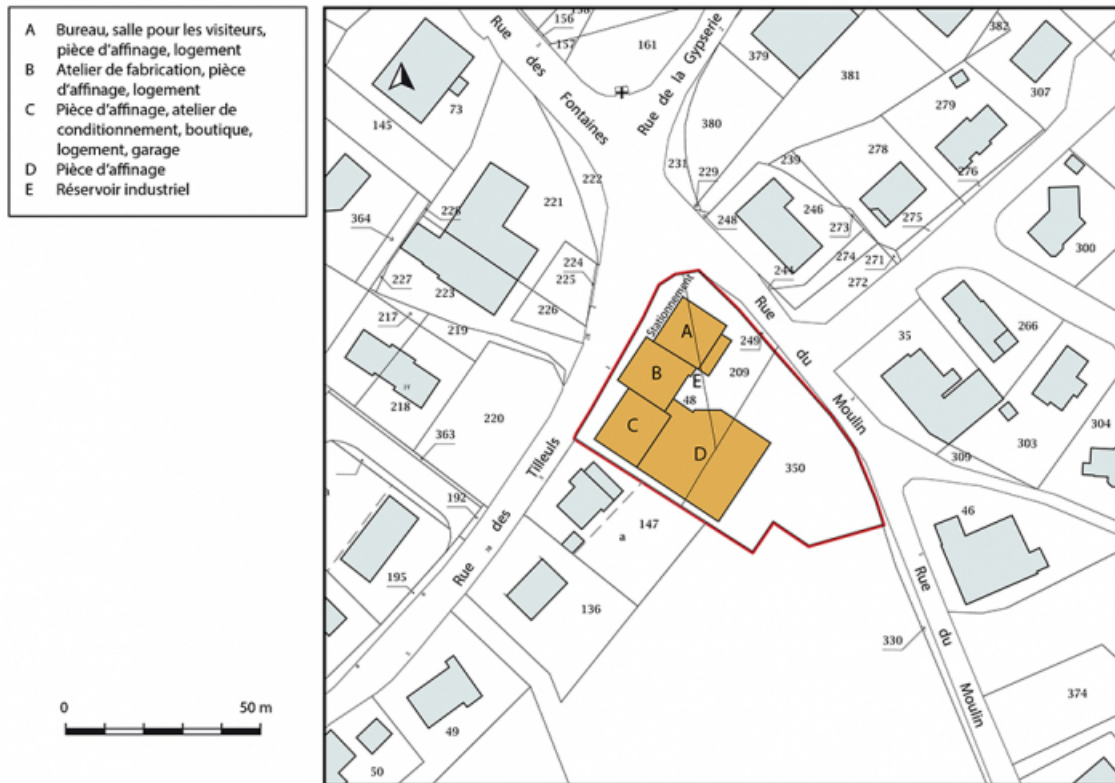 A Bureau, salle pour les visiteurs,
pièce d'affinage, logement
B Atelier de fabrication, pièce
d'affinage, logement
C Pièce d'affinage, atelier de
conditionnement, boutique,
logement, garage
D Pièce d'affinage
E Réservoir industriel
0 50 m
Rue des Fontaines
Rue de la Gypserie
156
157
161
379
381
382
307
73
145
380
279
278
239
231
229
222
221
276
248
246
273
275
300
364
228
227
223
224
225
226
244
274
271
272
217
219
Stationnement
A
Rue du Moulin
249
209
35
266
B
E
48
218
220
C
D
350
363
303
304
309
Rue des Tilleuls
192
147
a
46
195
136
330
Rue du Moulin
374
49
50